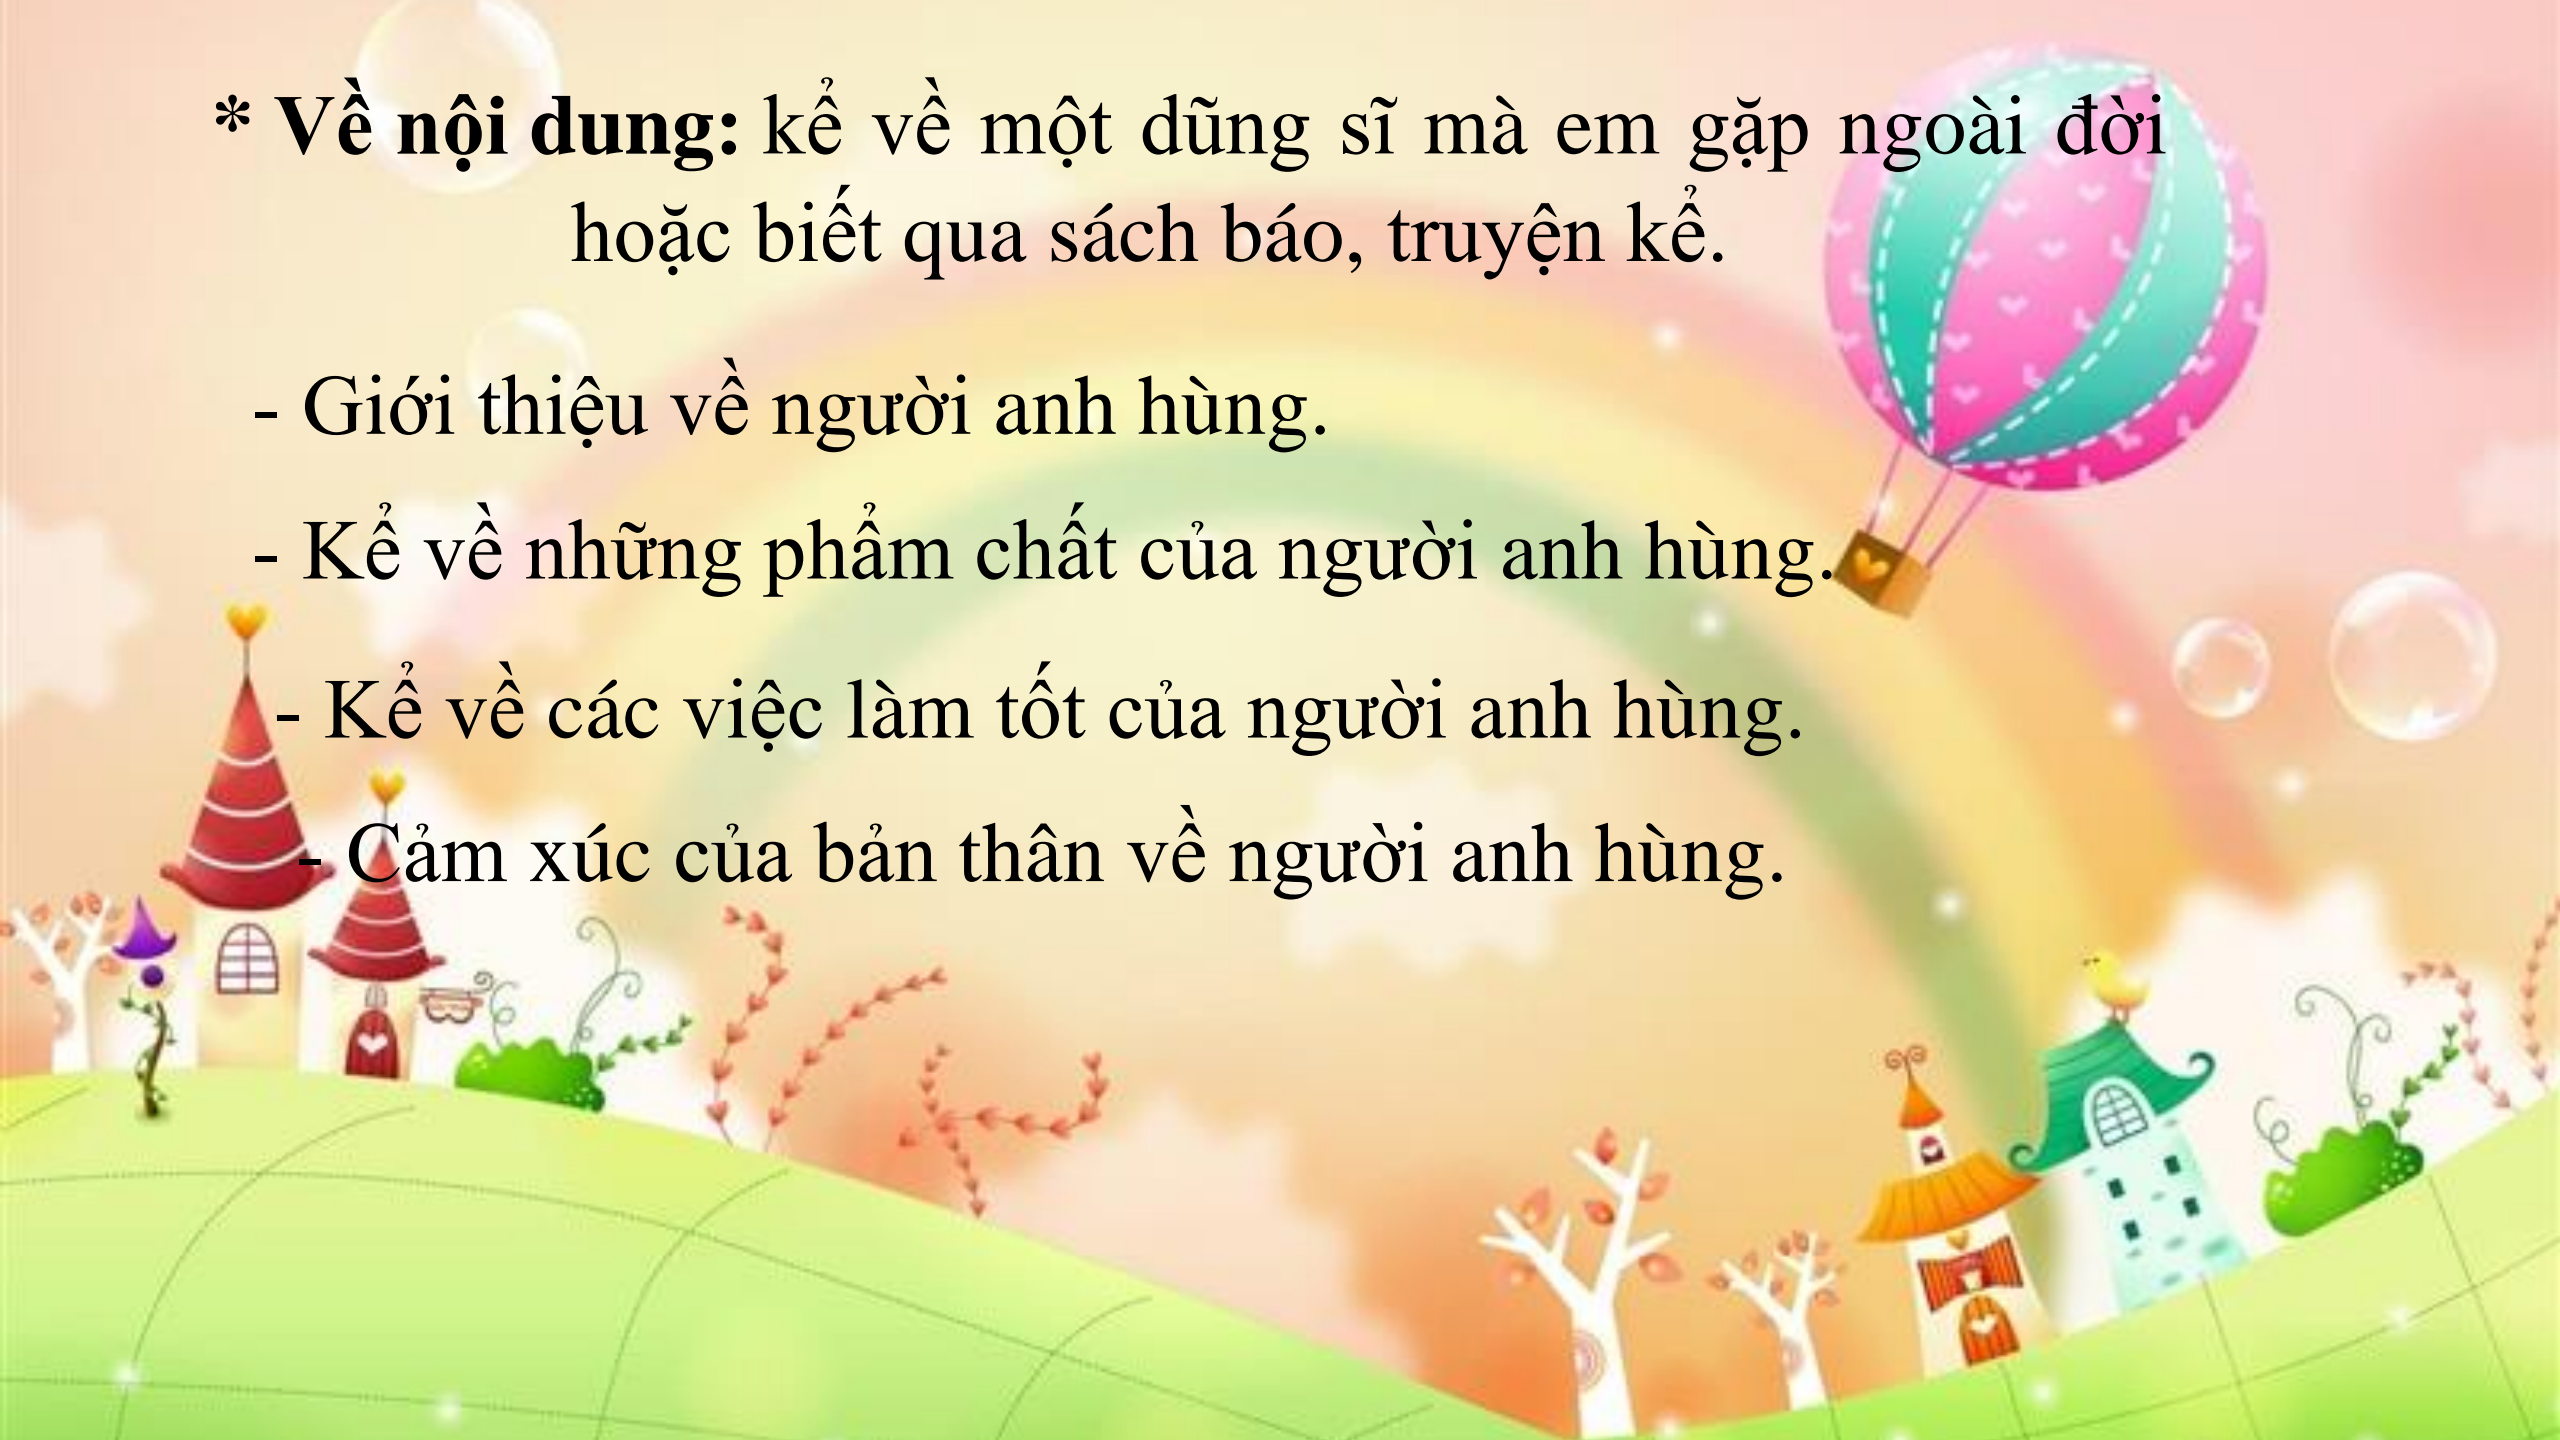 * Về nội dung: kể về một dũng sĩ mà em gặp ngoài đời
hoặc biết qua sách báo, truyện kể.
- Giới thiệu về người anh hùng.
- Kể về những phẩm chất của người anh hùng.
- Kể về các việc làm tốt của người anh hùng.
- Cảm xúc của bản thân về người anh hùng.